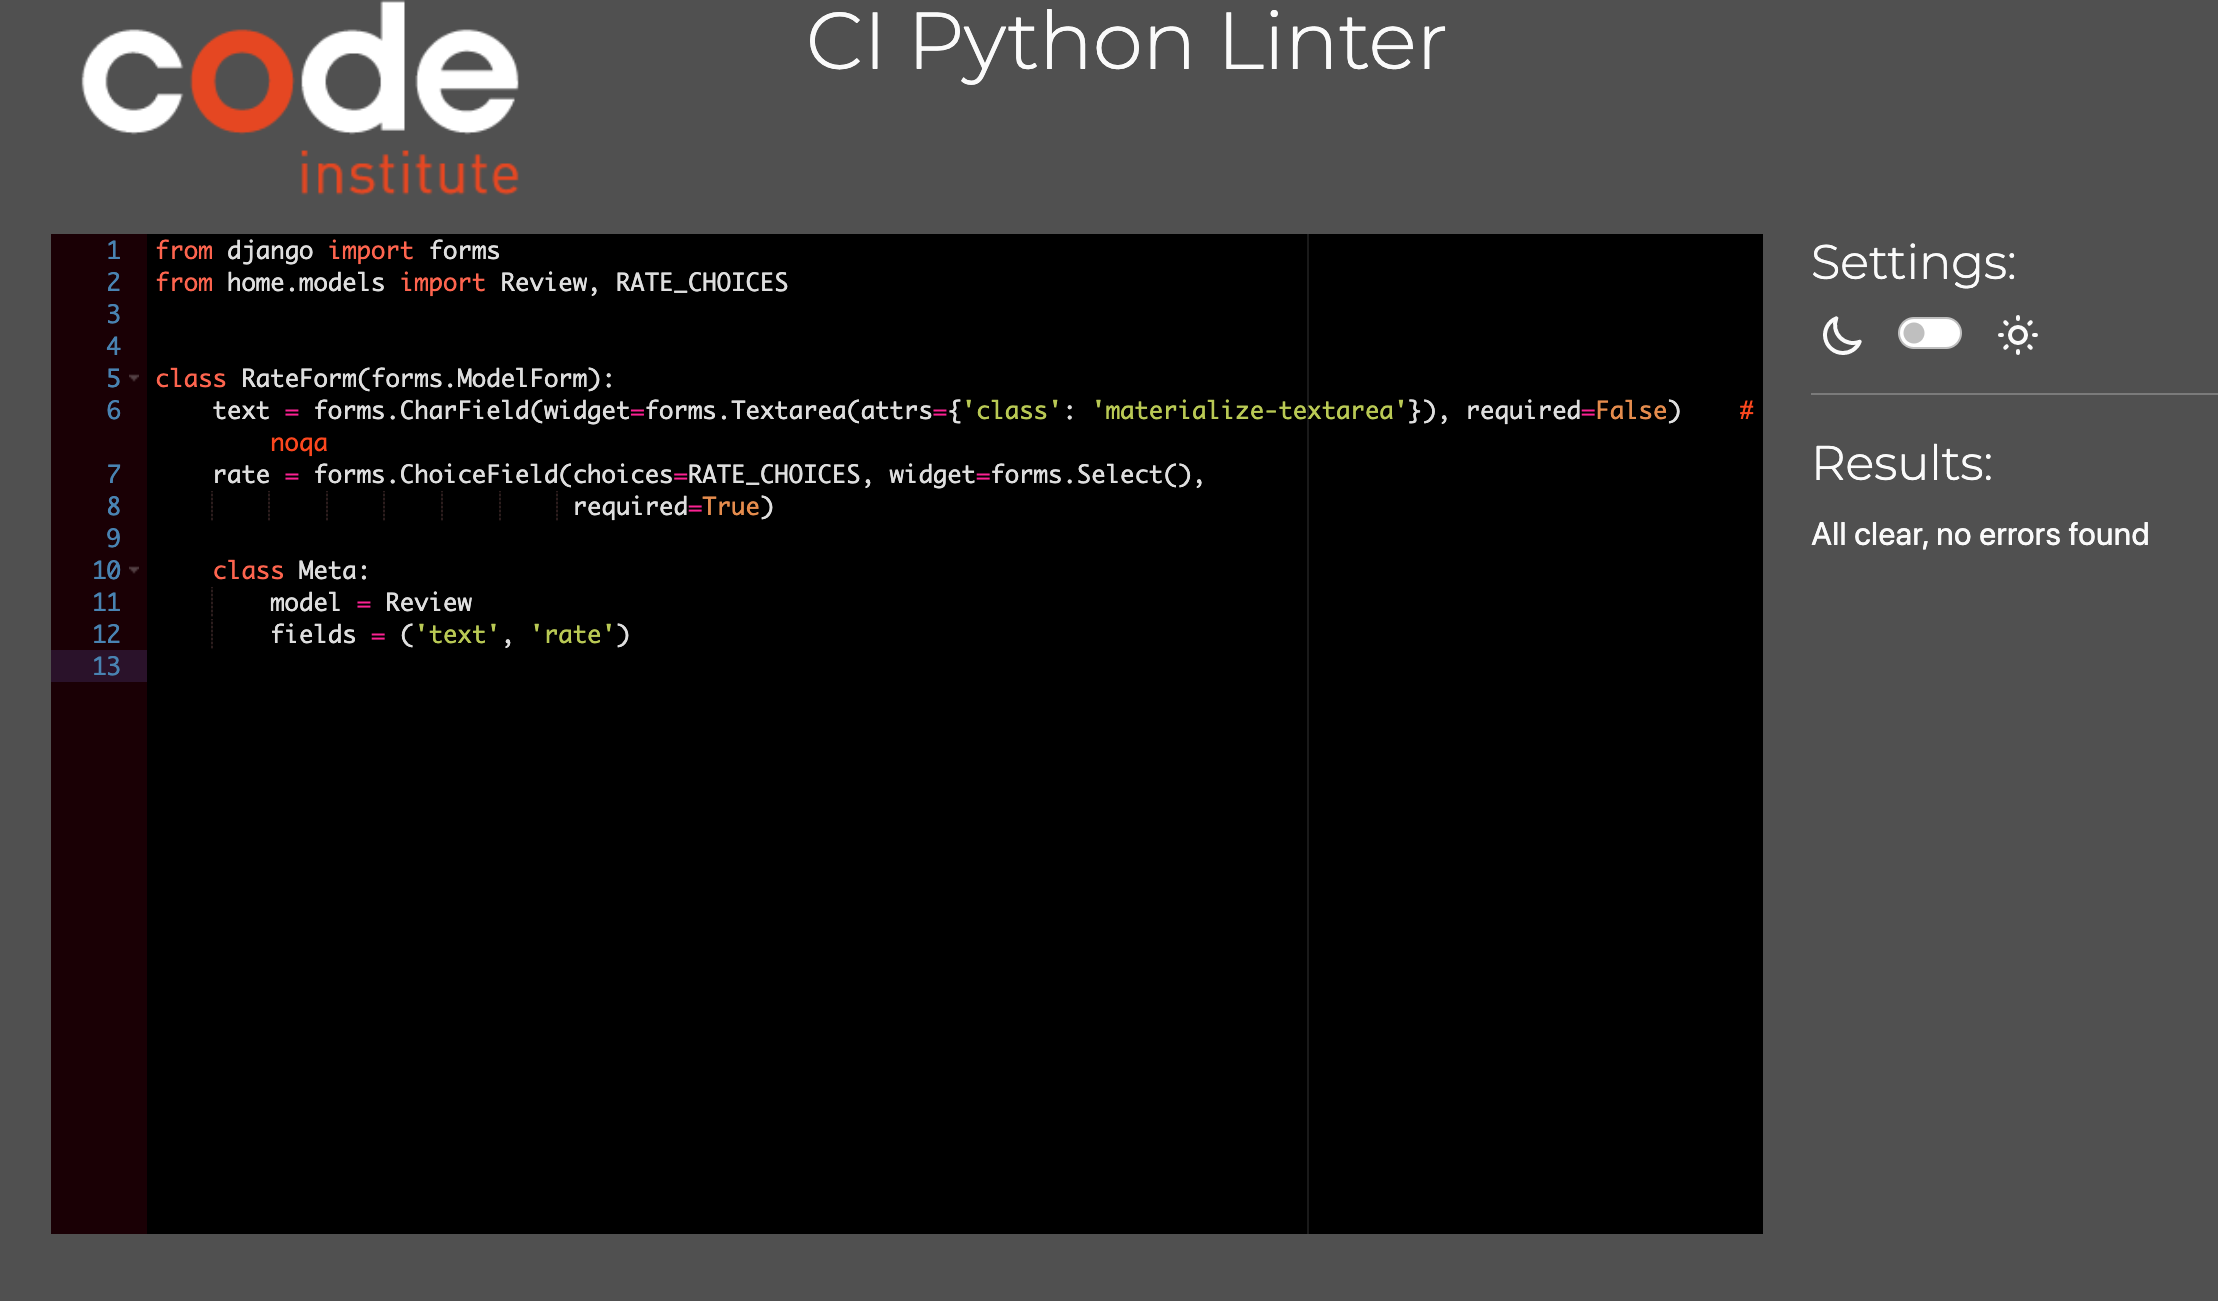 code
institute
CI Python Linter
1 from django import forms
2 from home.models import Review, RATE_CHOICES
3
4
5 class RateForm(forms.ModelForm):
6     text = forms.CharField(widget=forms.Textarea(attrs={'class': 'materialize-textarea'}), required=False)    #
        noqa
7     rate = forms.ChoiceField(choices=RATE_CHOICES, widget=forms.Select(),
8                              required=True)
9
10     class Meta:
11         model = Review
12         fields = ('text', 'rate')
13
Settings:
Results:
All clear, no errors found